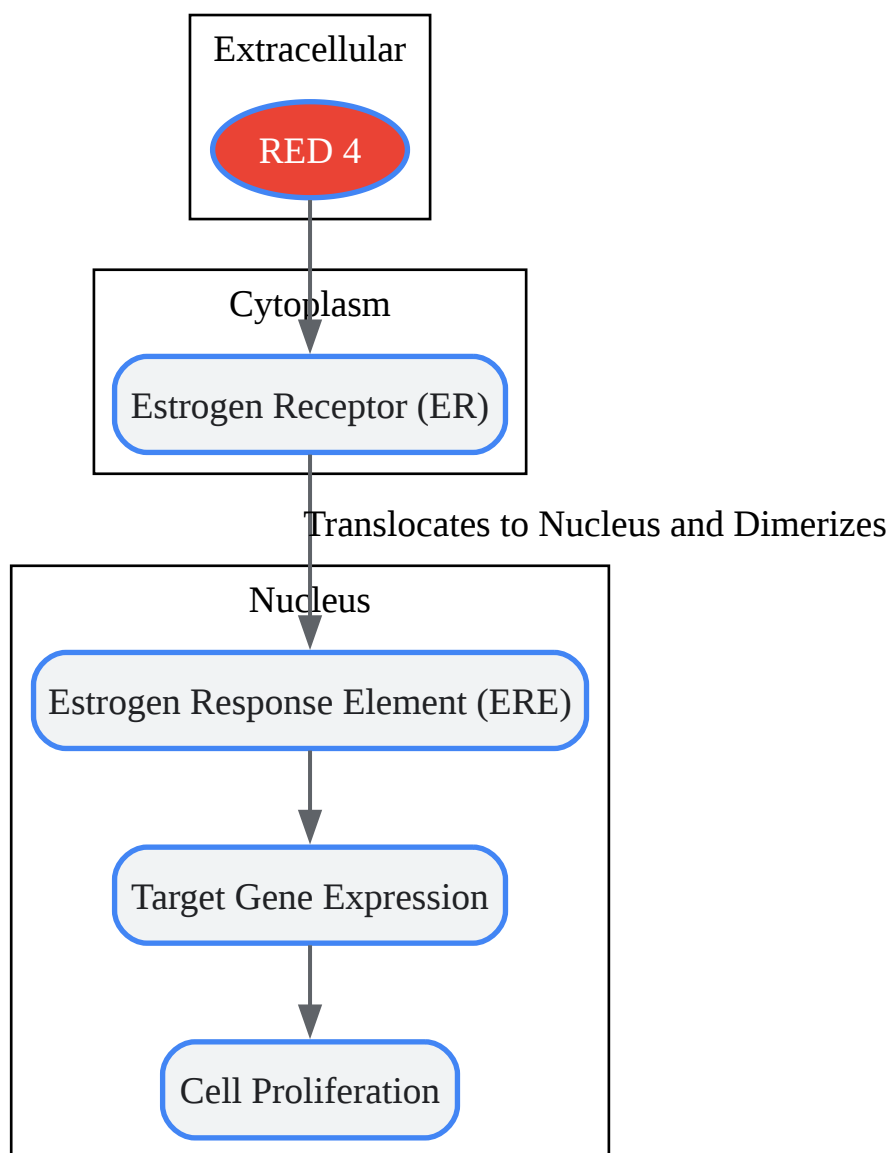 Extracellular
RED 4
Cytoplasm
Estrogen Receptor (ER)
Translocates to Nucleus and Dimerizes
Nucleus
Estrogen Response Element (ERE)
Target Gene Expression
Cell Proliferation